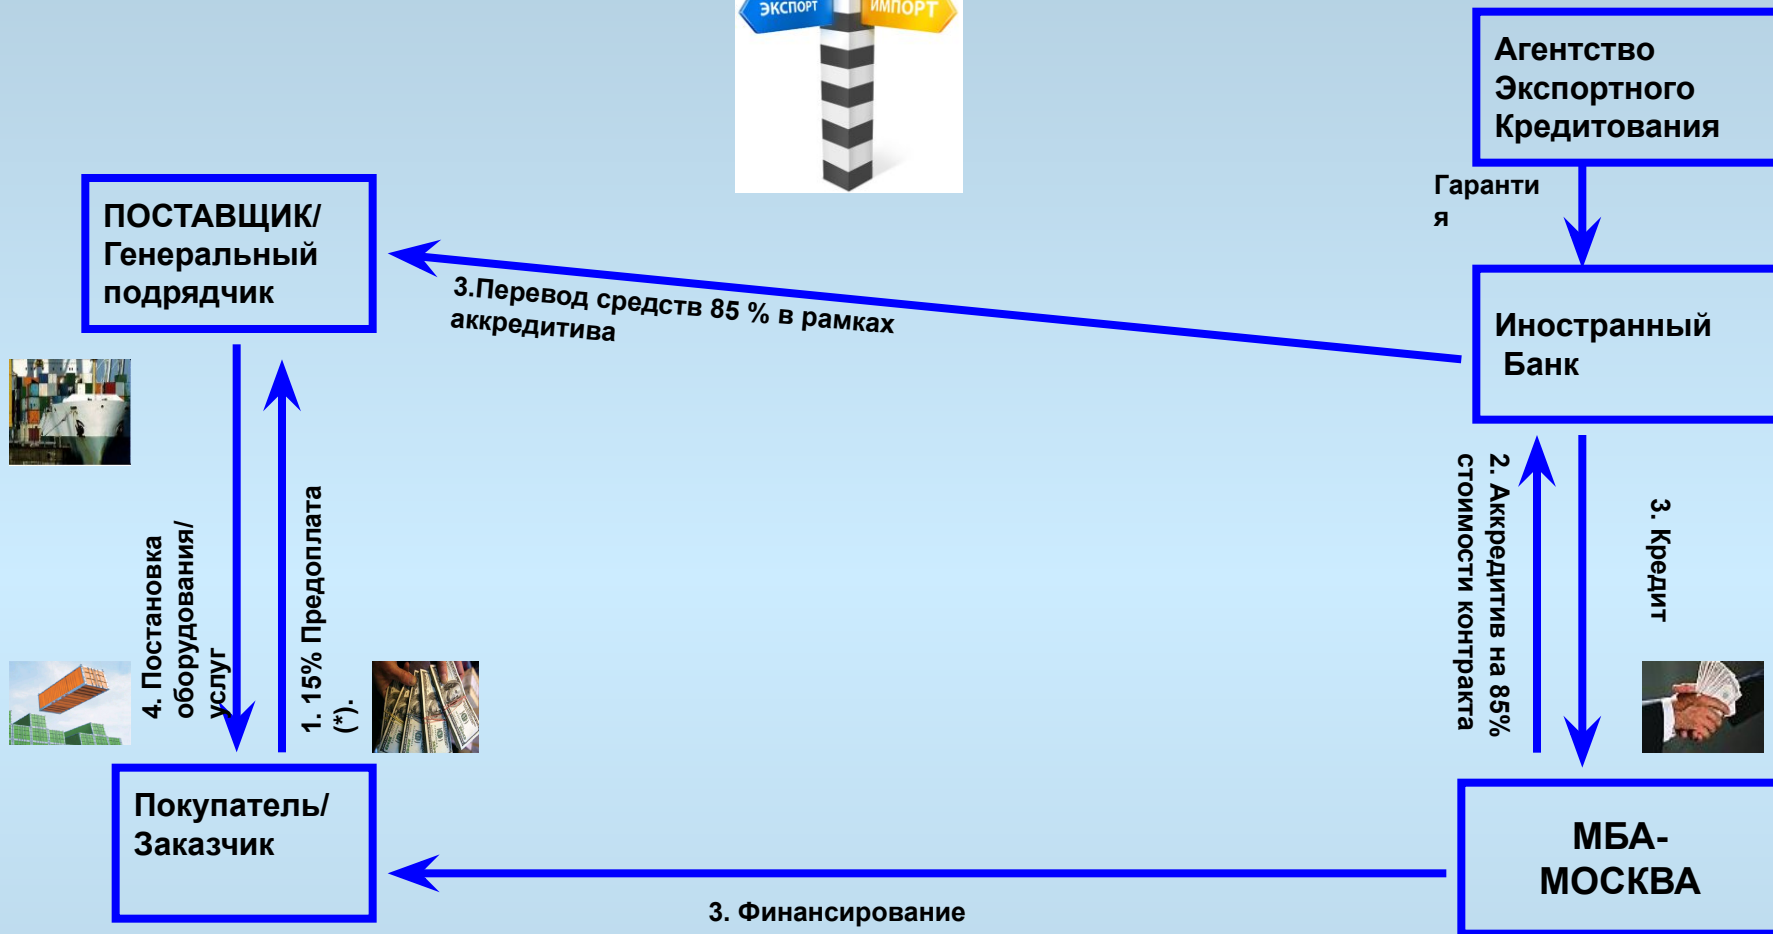 ЭКСПОРТ
ИМПОРТ
Агентство
Экспортного
Кредитования
Гаранти
я
ПОСТАВЩИК/
Генеральный
подрядчик
3.Перевод средств 85 % в рамках
аккредитива
Иностранный
Банк
4. Постановка
оборудования/
услуг
1. 15% Предоплата
(*).
2. Аккредитив на 85%
стоимости контракта
3. Кредит
Покупатель/
Заказчик
МБА-
МОСКВА
3. Финансирование